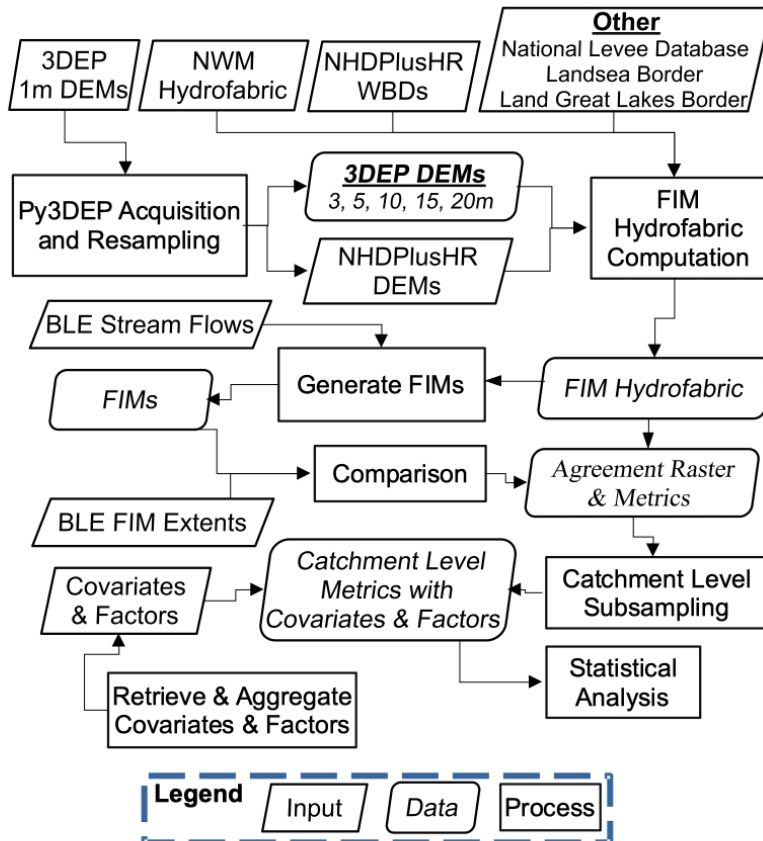 3DEP
1m DEMs
NWM
Hydrofabric
NHDPlusHR
WBDs
Other
National Levee Database
Landsea Border
Land Great Lakes Border
Py3DEP Acquisition
and Resampling
3DEP DEMs
3, 5, 10, 15, 20m
NHDPlusHR
DEMs
FIM
Hydrofabric
Computation
BLE Stream Flows
FIMs
Generate FIMs
FIM Hydrofabric
Comparison
Agreement Raster
& Metrics
BLE FIM Extents
Covariates
& Factors
Catchment Level
Metrics with
Covariates & Factors
Catchment Level
Subsampling
Retrieve & Aggregate
Covariates & Factors
Statistical
Analysis
Legend
Input
Data
Process